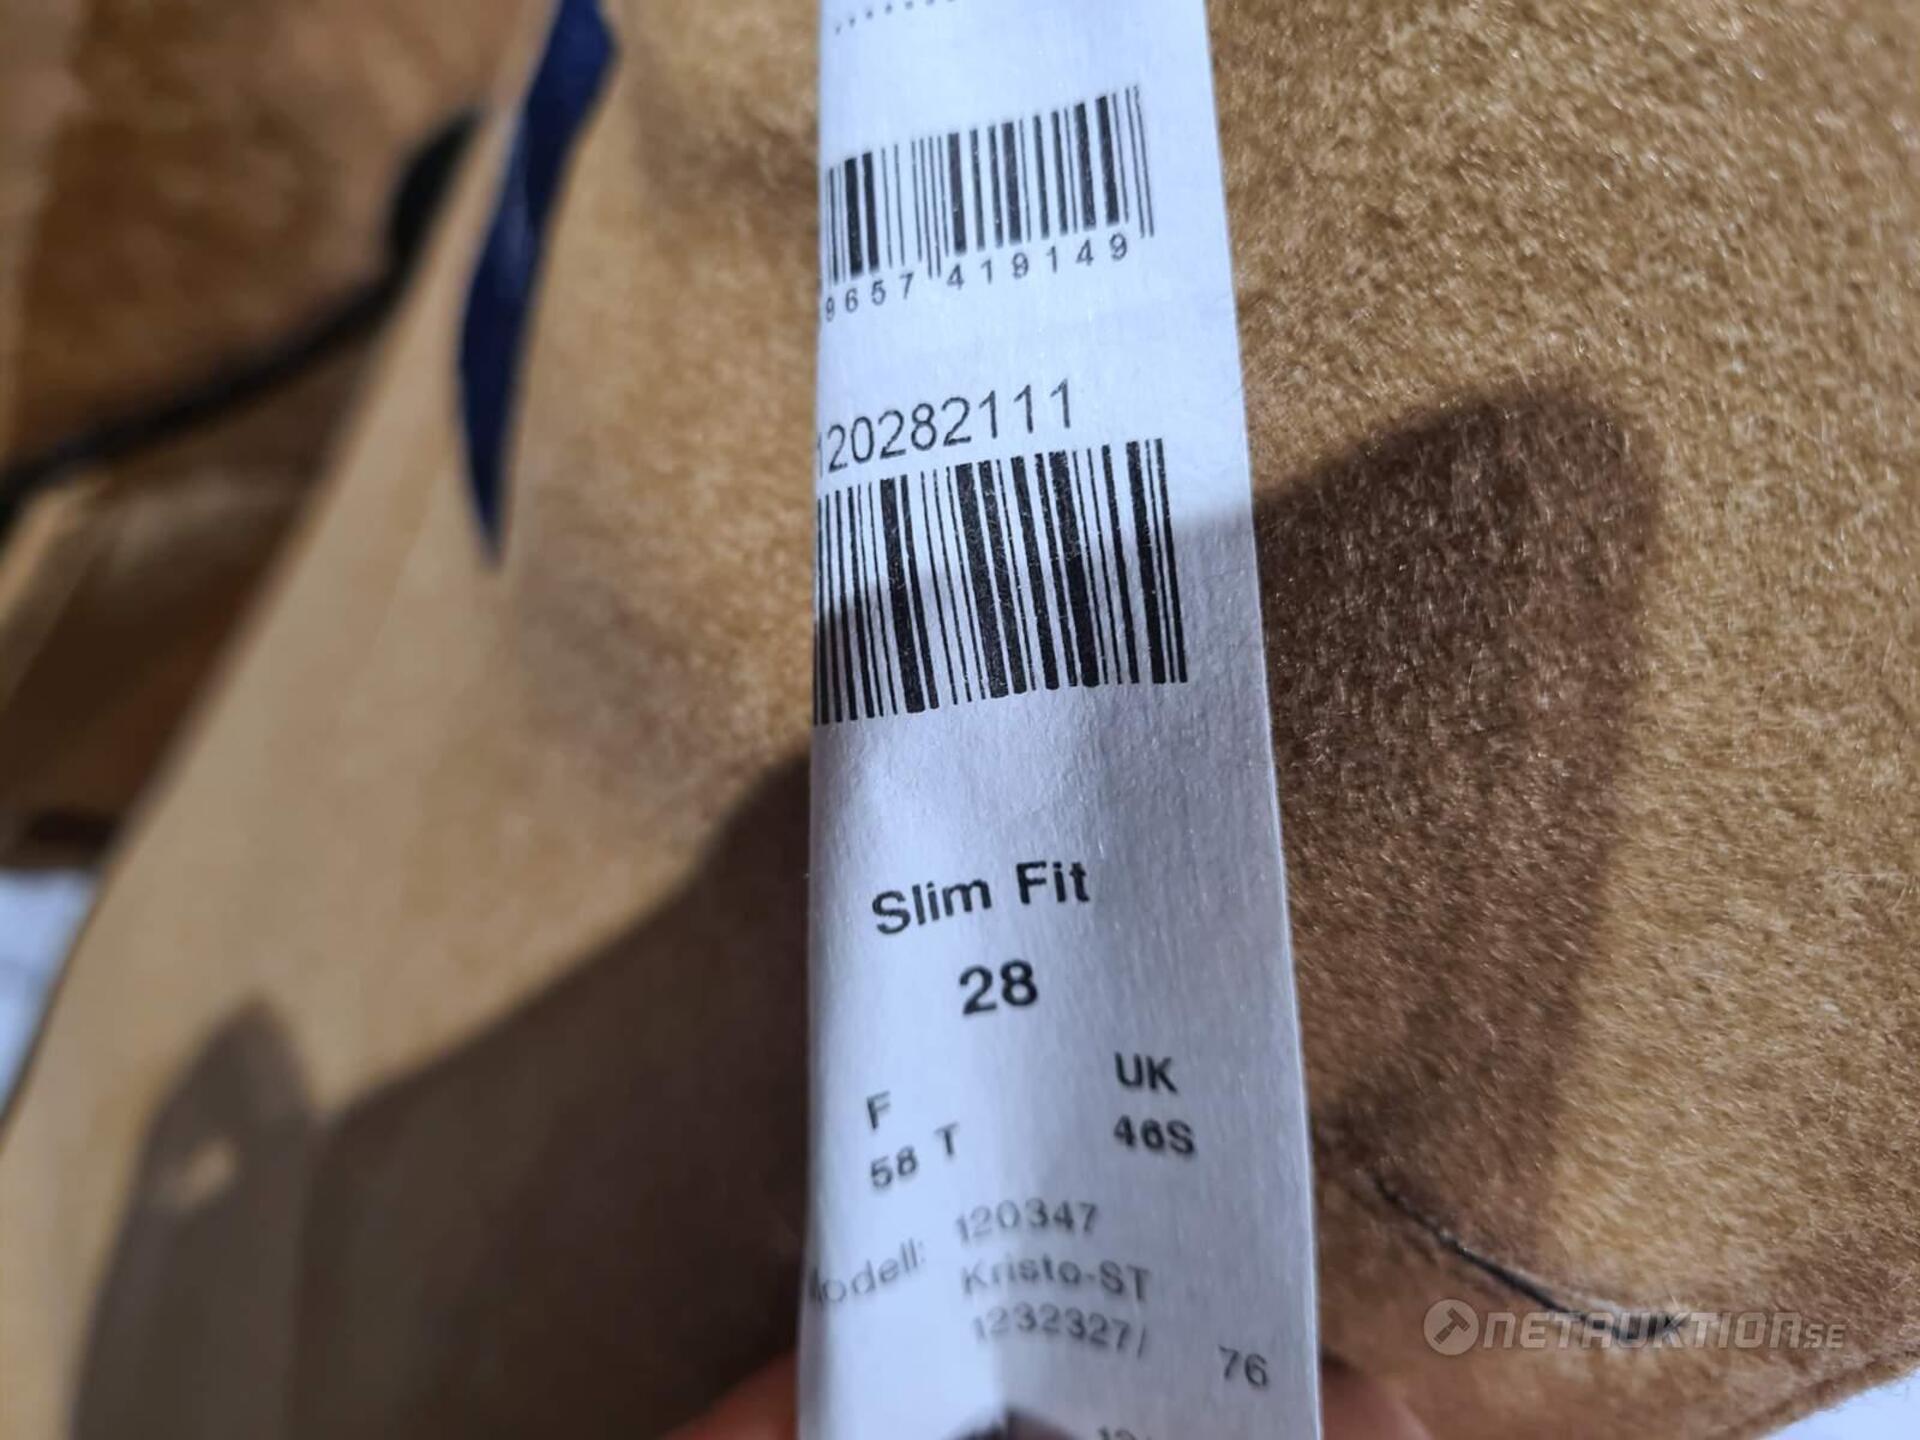 9657 419149
120282111
Slim Fit
28
F UK
58 T 46S
Modell: 120347
Kristo-ST
1232327/ 76
NETAUKTION.SE